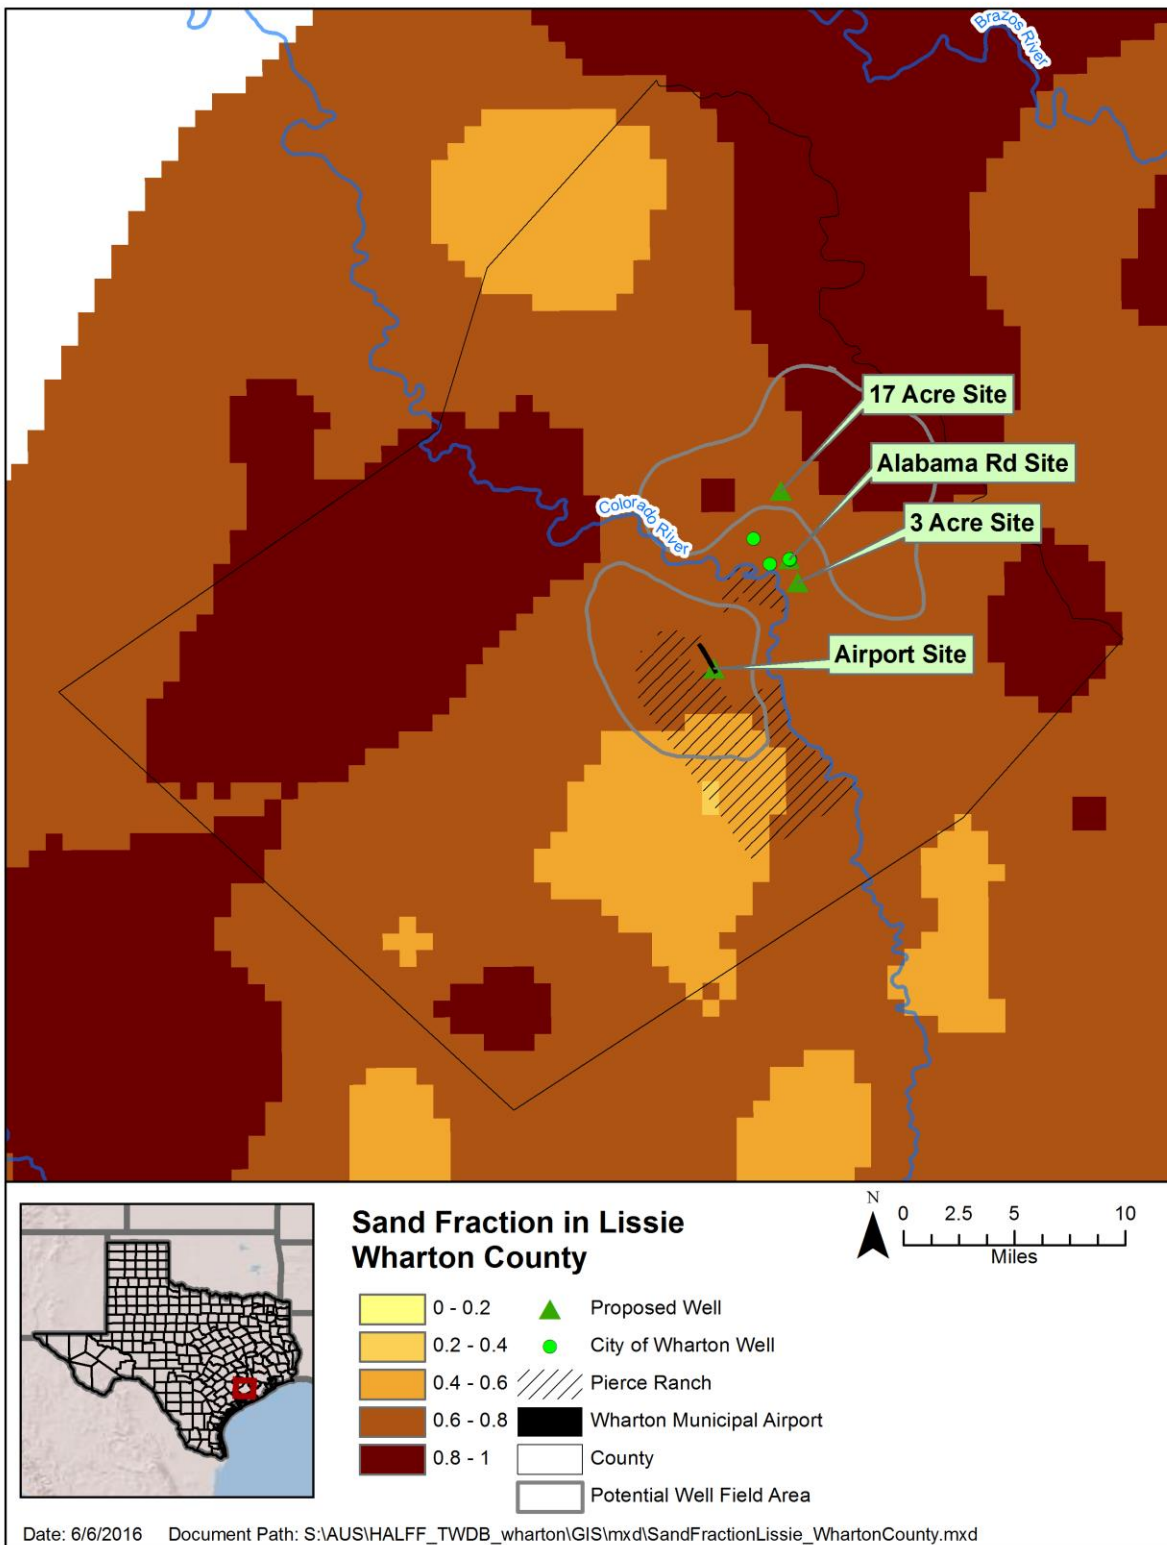 Brazos River
17 Acre Site
Alabama Rd Site
Colorado River
3 Acre Site
Airport Site
Sand Fraction in Lissie
Wharton County
N
0 2.5 5 10
Miles
0 - 0.2
Proposed Well
0.2 - 0.4
City of Wharton Well
0.4 - 0.6
Pierce Ranch
0.6 - 0.8
Wharton Municipal Airport
0.8 - 1
County
Potential Well Field Area
Date: 6/6/2016 Document Path: S:\AUS\HALFF_TWDB_wharton\GIS\mxd\SandFractionLissie_WhartonCounty.mxd